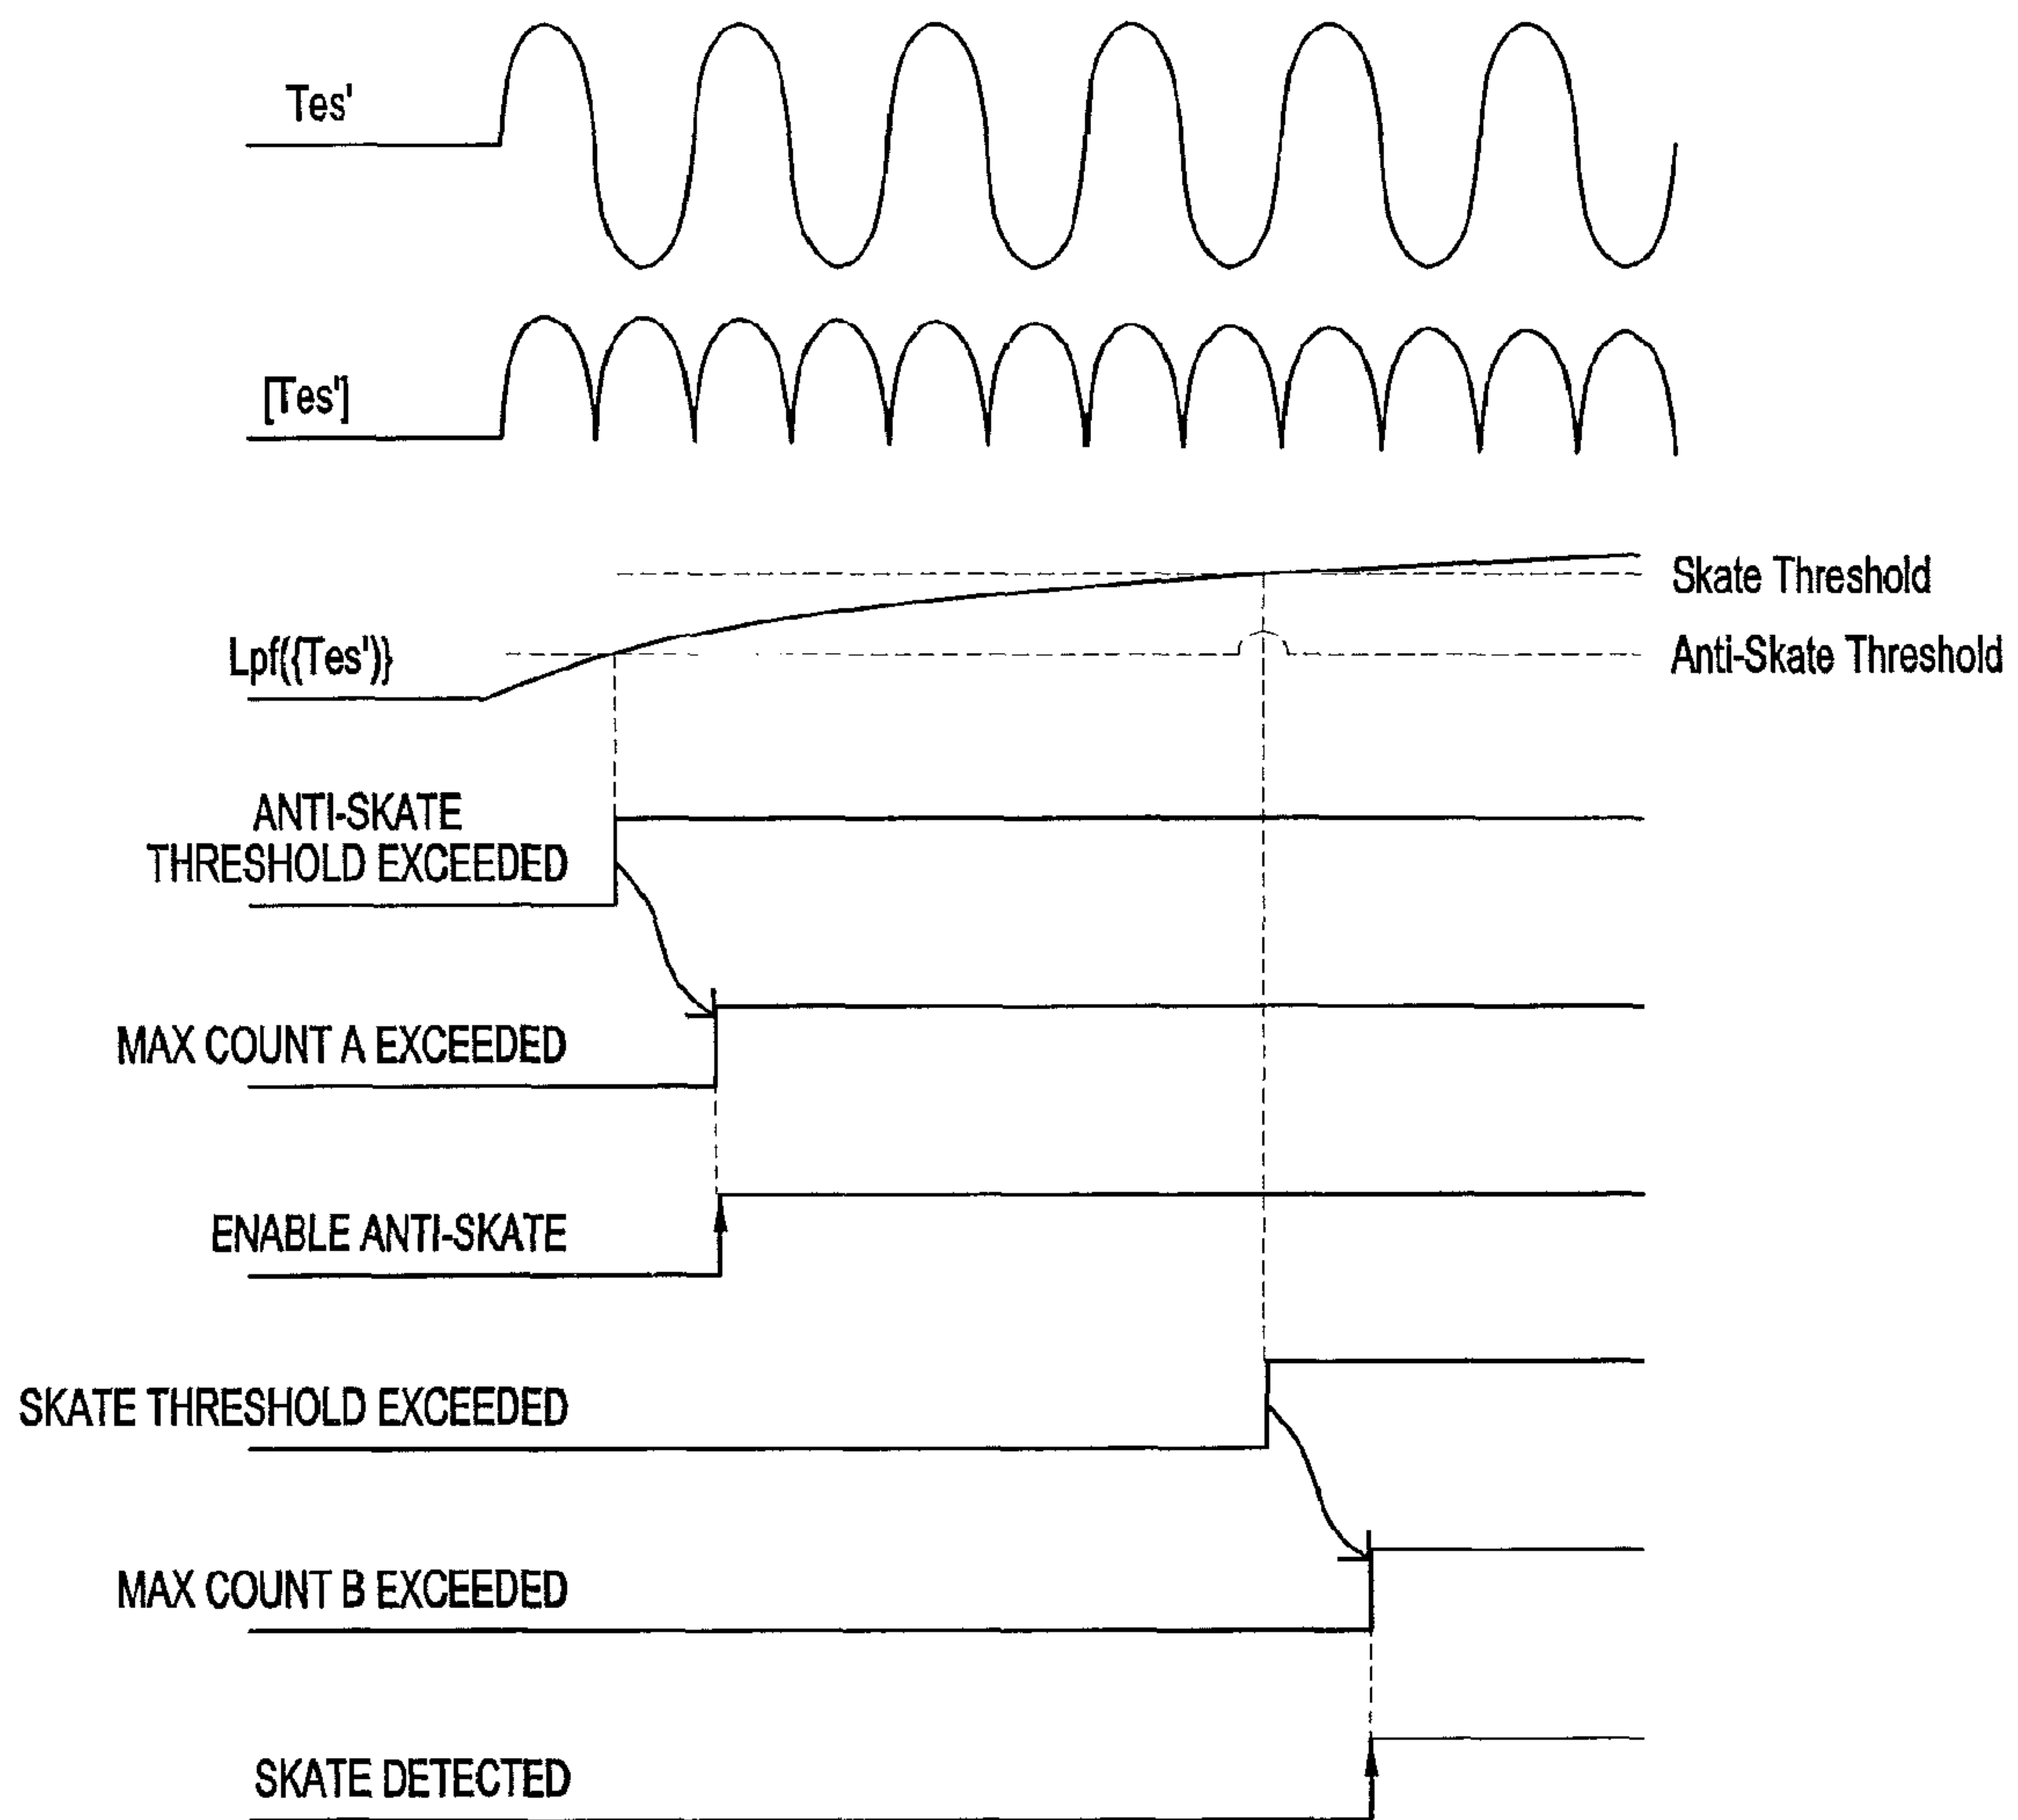 Tes'
[Tes']
Skate Threshold
Lpf({Tes')}
Anti-Skate Threshold
ANTI-SKATE
THRESHOLD EXCEEDED
MAX COUNT A EXCEEDED
ENABLE ANTI-SKATE
SKATE THRESHOLD EXCEEDED
MAX COUNT B EXCEEDED
SKATE DETECTED